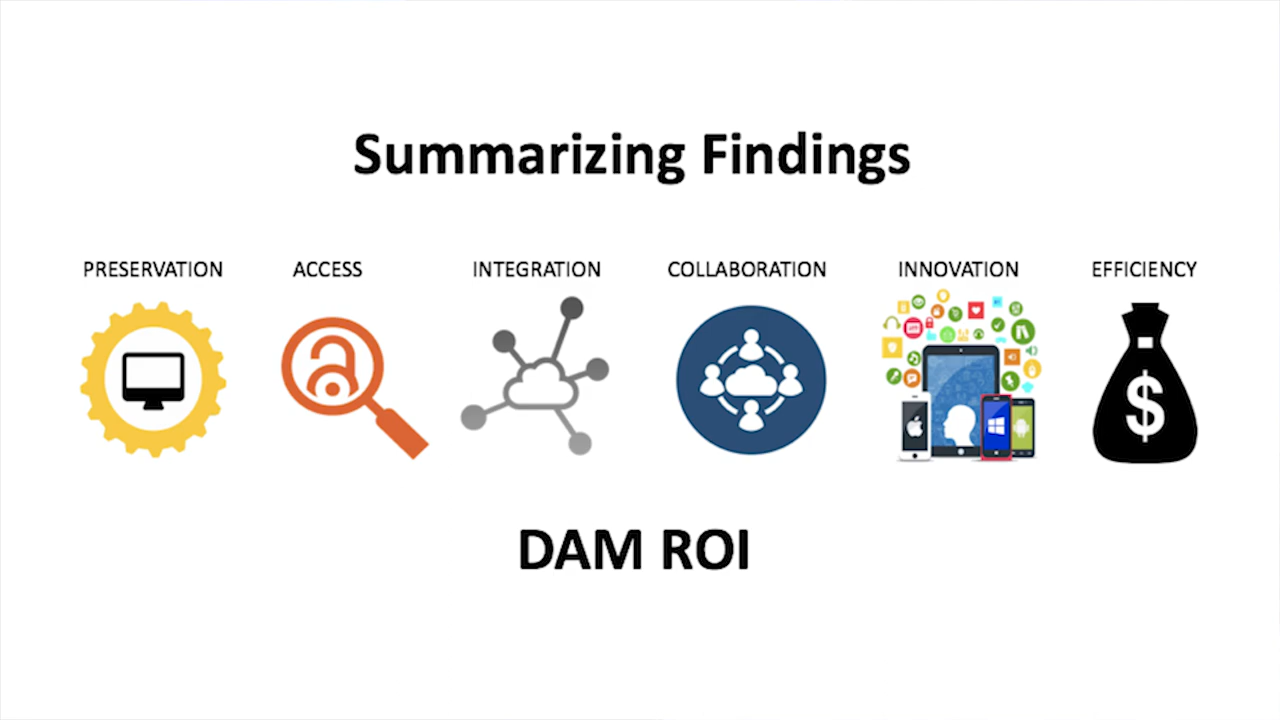 Summarizing Findings
PRESERVATION ACCESS INTEGRATION COLLABORATION INNOVATION EFFICIENCY
$
DAM ROI